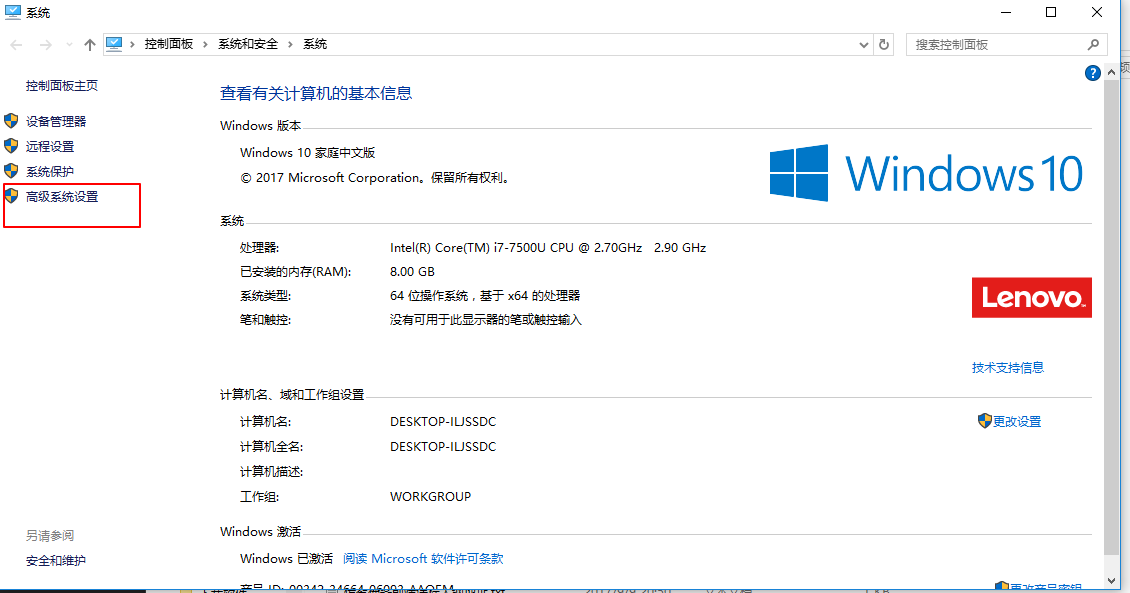 系统
控制面板 › 系统和安全 › 系统
搜索控制面板
控制面板主页
设备管理器
远程设置
系统保护
高级系统设置
查看有关计算机的基本信息
Windows 版本
Windows 10 家庭中文版
© 2017 Microsoft Corporation。保留所有权利。
Windows 10
系统
处理器: Intel(R) Core(TM) i7-7500U CPU @ 2.70GHz 2.90 GHz
已安装的内存(RAM): 8.00 GB
系统类型: 64 位操作系统，基于 x64 的处理器
笔和触控: 没有可用于此显示器的笔或触控输入
Lenovo
技术支持信息
计算机名、域和工作组设置
计算机名: DESKTOP-ILJSSDC
更改设置
计算机全名: DESKTOP-ILJSSDC
计算机描述:
工作组: WORKGROUP
Windows 激活
Windows 已激活 阅读 Microsoft 软件许可条款
产品 ID:
更改产品密钥
另请参阅
安全和维护